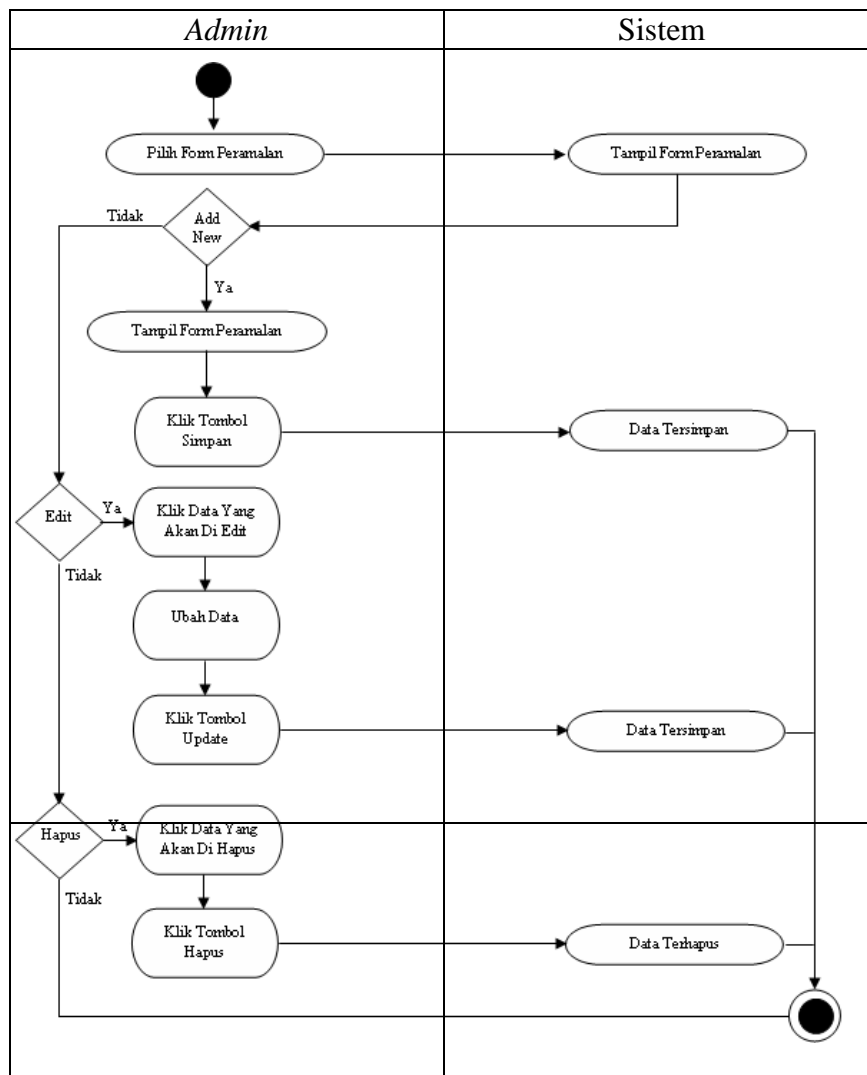 Admin
Sistem
Pilih Form Peramalan
Tampil Form Peramalan
Tidak
Add
New
Ya
Tampil Form Peramalan
Klik Tombol
Simpan
Data Tersimpan
Edit
Ya
Klik Data Yang
Akan Di Edit
Tidak
Ubah Data
Klik Tombol
Update
Data Tersimpan
Hapus
Ya
Klik Data Yang
Akan Di Hapus
Tidak
Klik Tombol
Hapus
Data Terhapus